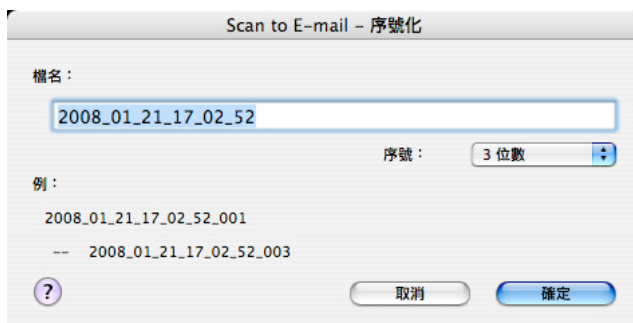 Scan to E-mail – 序號化
檔名：
2008_01_21_17_02_52
序號： 3 位數
例：
2008_01_21_17_02_52_001
-- 2008_01_21_17_02_52_003
? 取消 確定